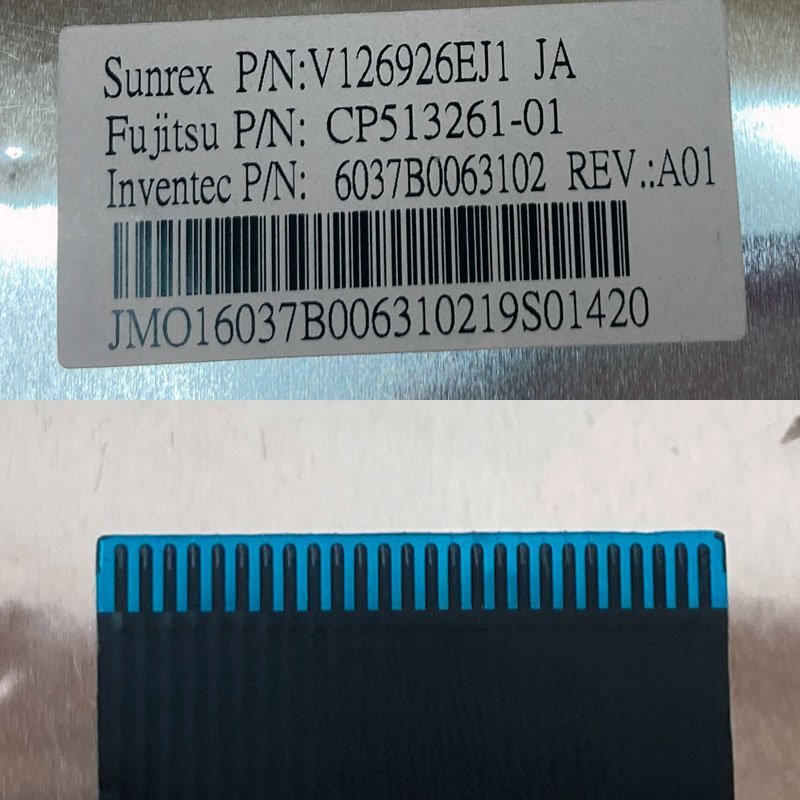 Sunrex P/N:V126926EJ1 JA
Fujitsu P/N: CP513261-01
Inventec P/N: 6037B0063102 REV.:A01
JMO16037B006310219S01420